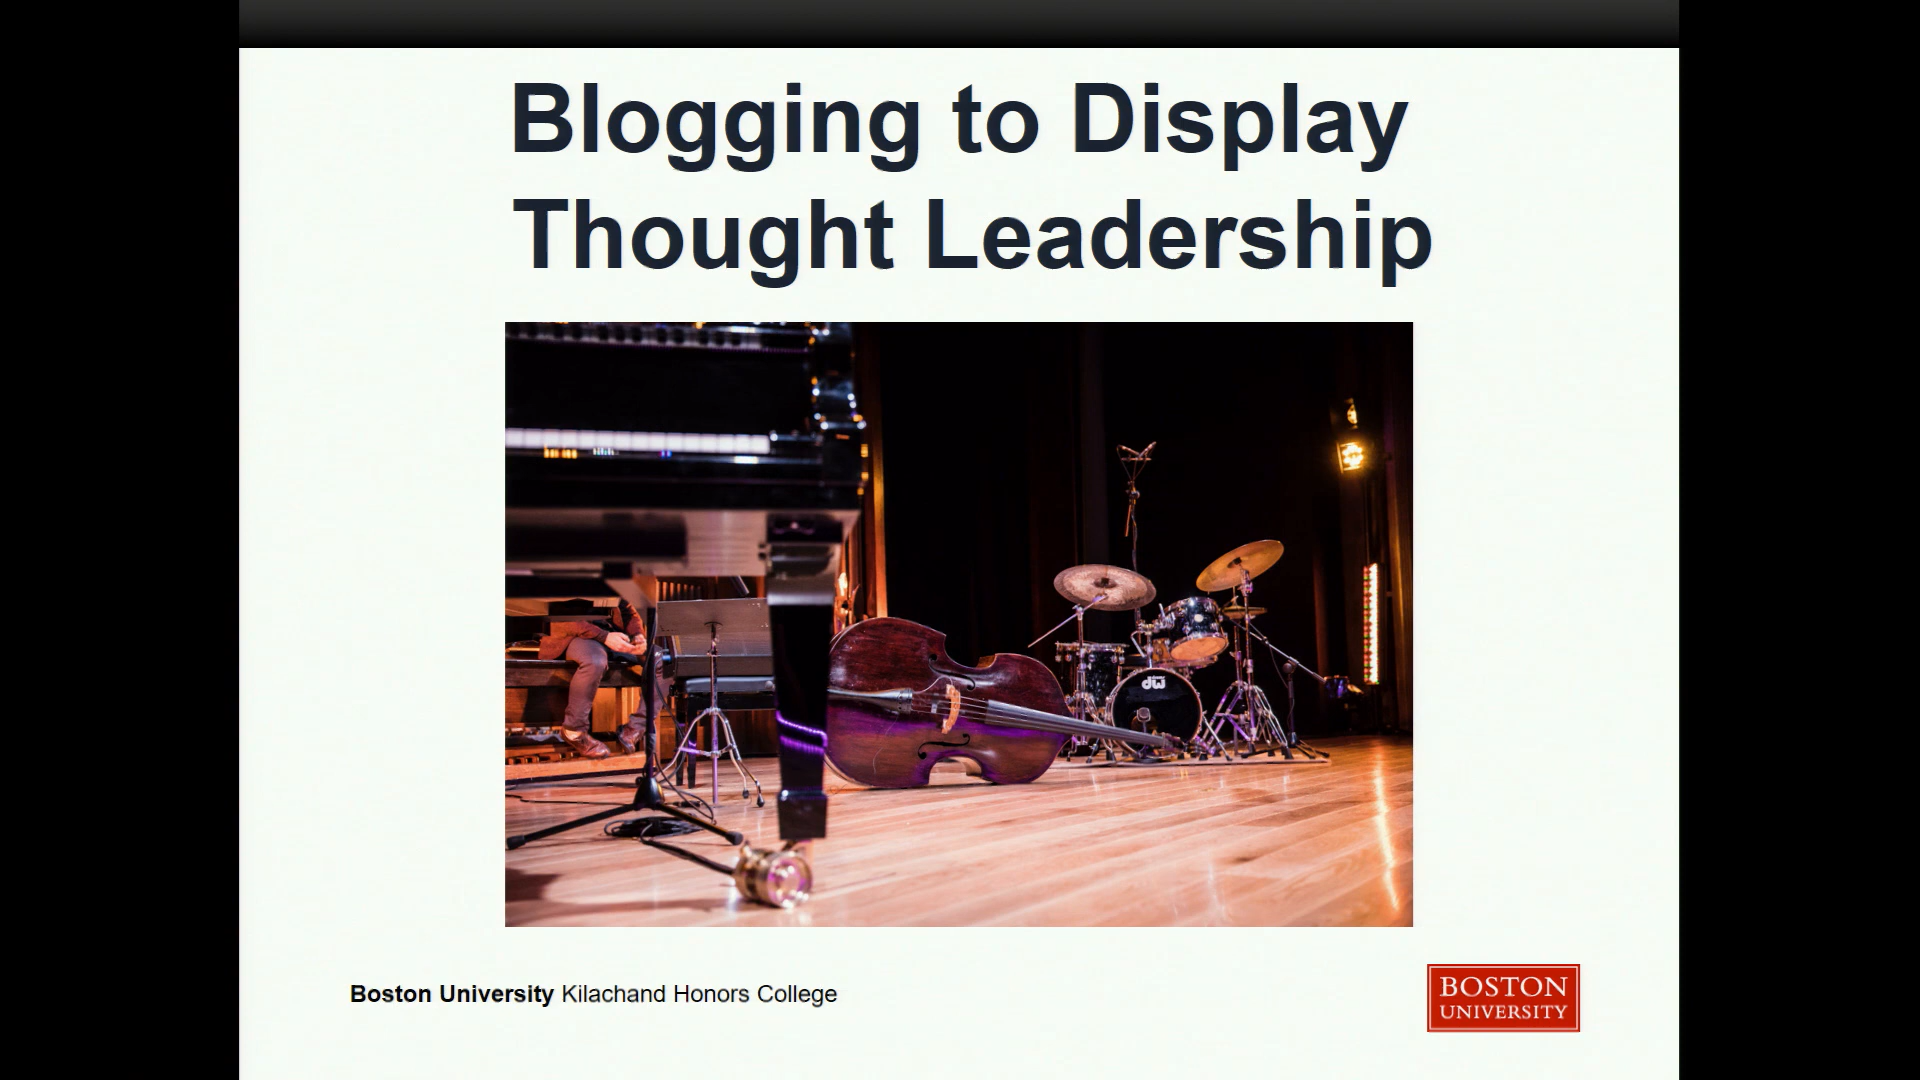 Blogging to Display
Thought Leadership
dw
Boston University Kilachand Honors College
BOSTON
UNIVERSITY